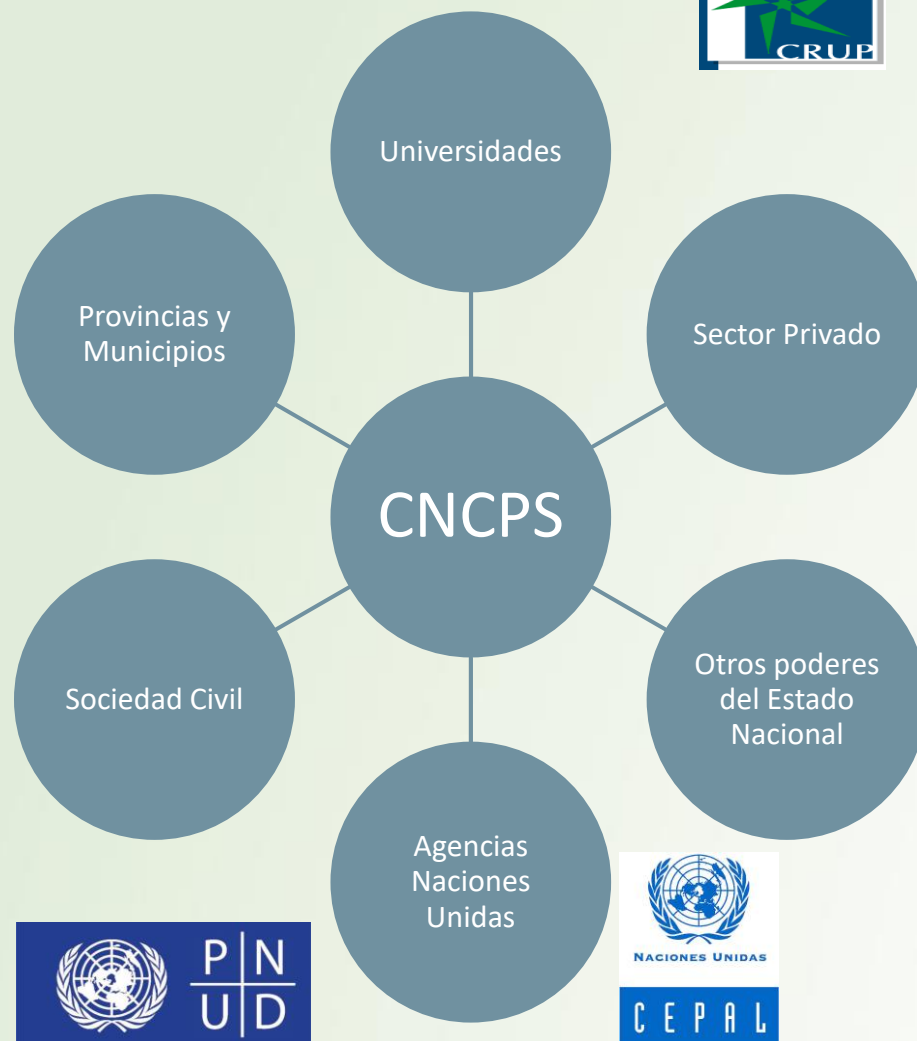 CRUP
Universidades
Provincias y
Municipios
Sector Privado
CNCPS
Sociedad Civil
Otros poderes
del Estado
Nacional
Agencias
Naciones
Unidas
P N
U D
NACIONES UNIDAS
CEPAL